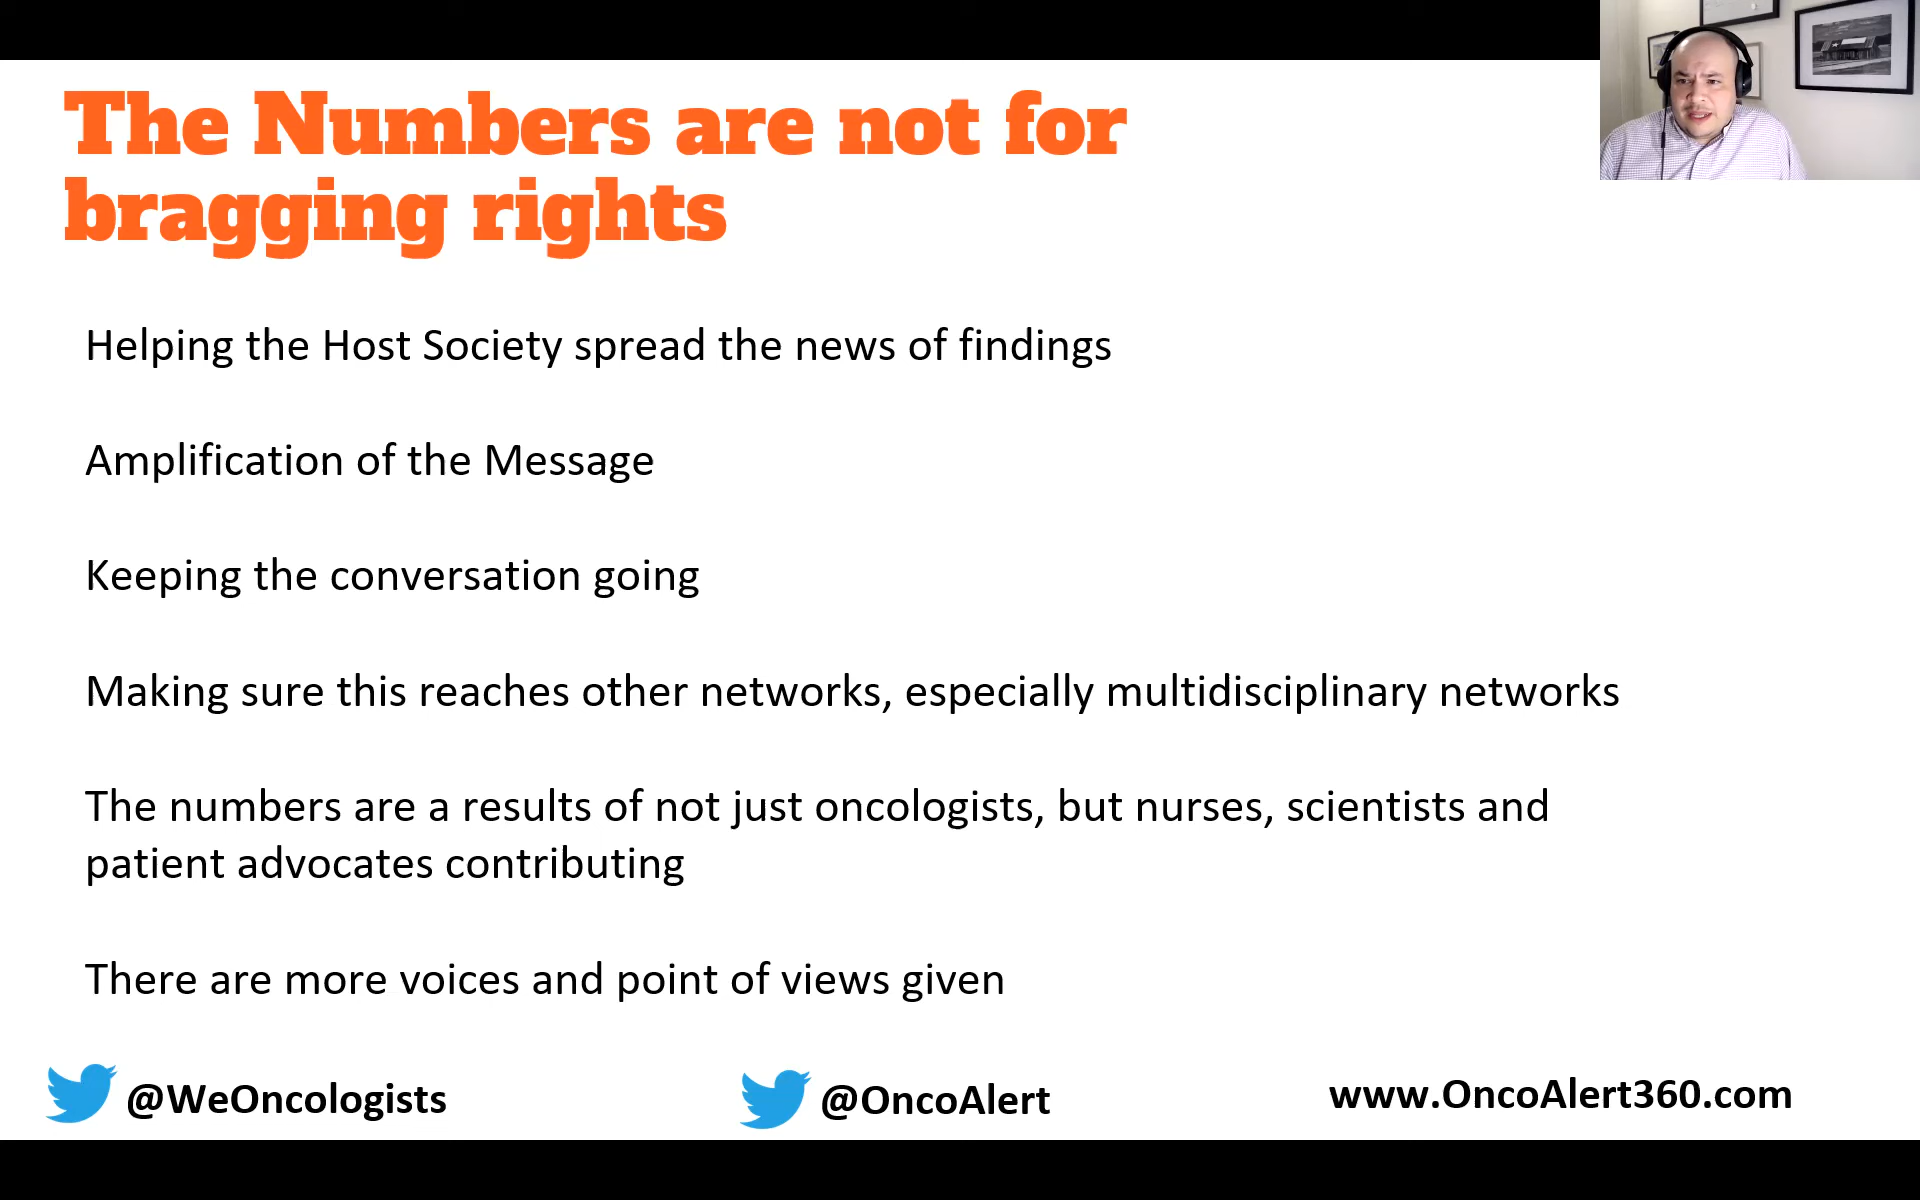 The Numbers are not for
bragging rights
Helping the Host Society spread the news of findings
Amplification of the Message
Keeping the conversation going
Making sure this reaches other networks, especially multidisciplinary networks
The numbers are a results of not just oncologists, but nurses, scientists and
patient advocates contributing
There are more voices and point of views given
@WeOncologists
@OncoAlert
www.OncoAlert360.com